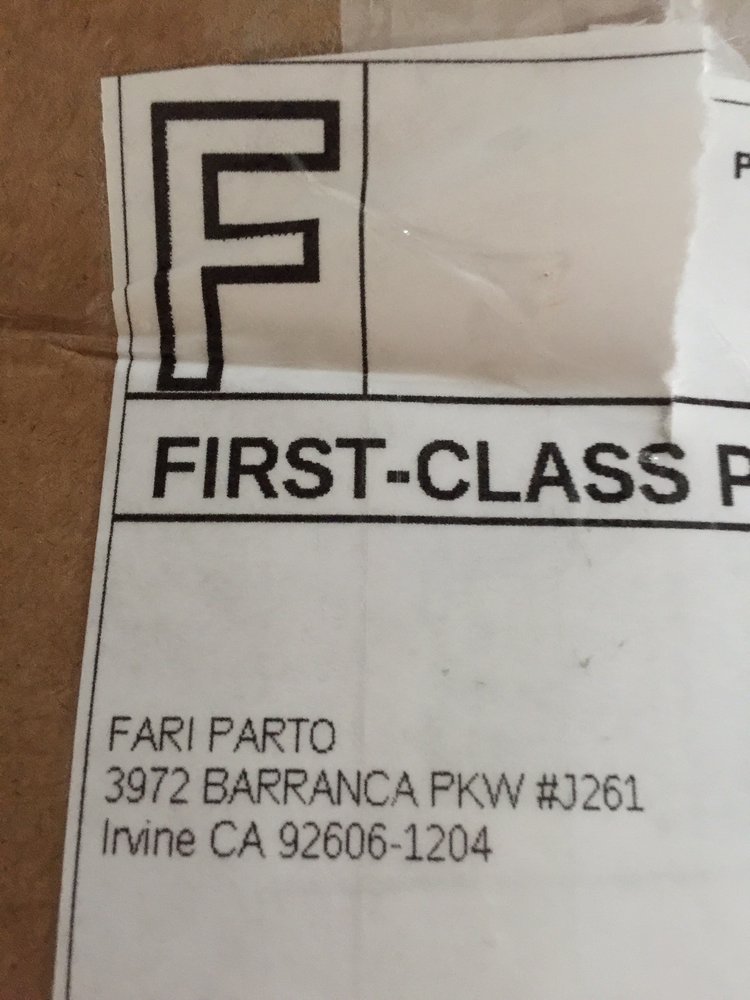 F
P
FIRST-CLASS P
FARI PARTO
3972 BARRANCA PKW #J261
Irvine CA 92606-1204